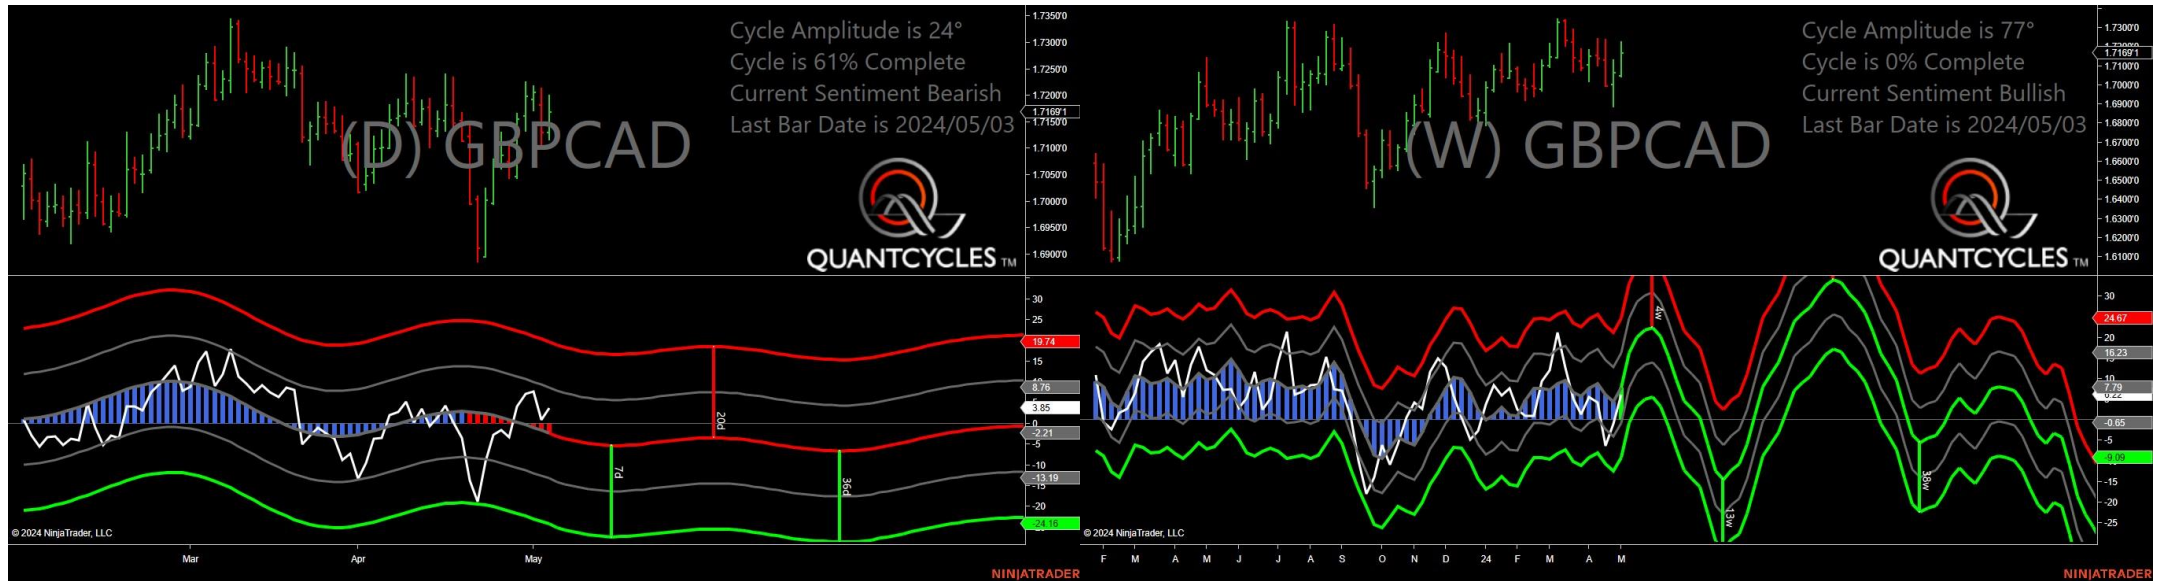 Cycle Amplitude is 24°
Cycle is 61% Complete
Current Sentiment Bearish
Last Bar Date is 2024/05/03
(D) GBPCAD
QUANTCYCLES TM
1.7350'0
1.7300'0
1.7250'0
1.7200'0
1.7169'1
1.7150'0
1.7100'0
1.7050'0
1.7000'0
1.6950'0
1.6900'0
30
25
19.74
15
8.76
3.85
0
-2.21
-5
-10
-13.19
-15
-20
-24.16
20d
7d
36d
© 2024 NinjaTrader, LLC
Mar Apr May
NINJATRADER
Cycle Amplitude is 77°
Cycle is 0% Complete
Current Sentiment Bullish
Last Bar Date is 2024/05/03
(W) GBPCAD
QUANTCYCLES TM
1.7300'0
1.7169'1
1.7100'0
1.7000'0
1.6900'0
1.6800'0
1.6700'0
1.6600'0
1.6500'0
1.6400'0
1.6300'0
1.6200'0
1.6100'0
30
24.67
20
16.23
10
7.79
6.22
-0.65
-5
-9.09
-15
-20
-25
4w
13w
38w
© 2024 NinjaTrader, LLC
F M A M J J A S O N D 24 F M A M
NINJATRADER